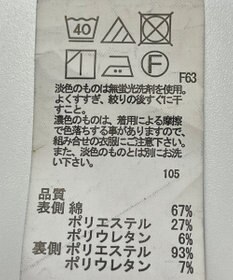 40
F
F63
淡色のものは無蛍光洗剤を使用。
よくすすぎ、絞りの後すぐに干
すこと。
濃色のものは、着用による摩擦
で色落ちする事がありますので、
組み合せの衣服にご注意下さい。
また、淡色のものとは別にお洗
たく下さい。
105
品質
表側 綿 67%
ポリエステル 27%
ポリウレタン 6%
裏側 ポリエステル 93%
ポリウレタン 7%